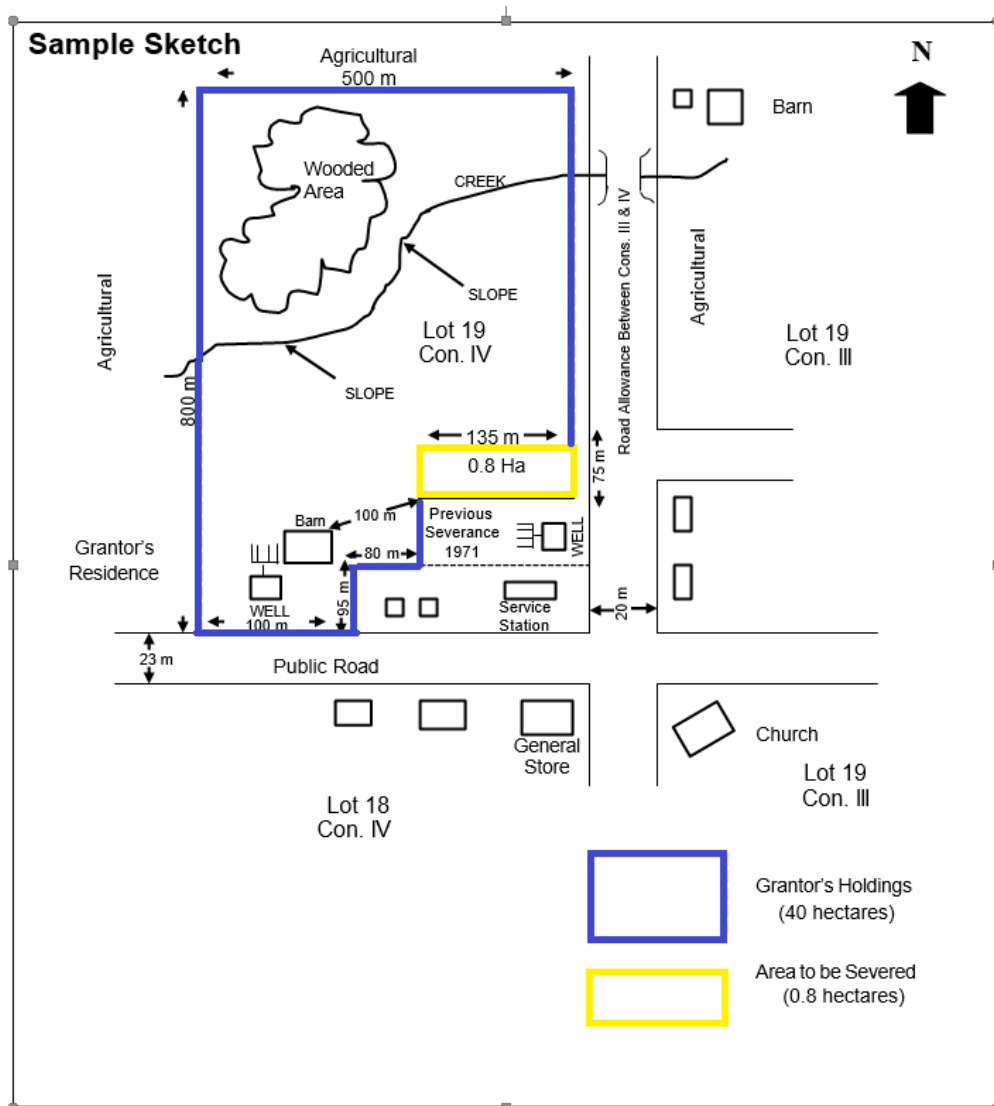 Sample Sketch
Agricultural
500 m
N
Barn
Wooded
Area
CREEK
Road Allowance Between Cons. III & IV
SLOPE
Agricultural
Agricultural
Lot 19
Con. IV
Lot 19
Con. III
SLOPE
800 m
135 m
0.8 Ha
75 m
Barn
100 m
Previous
Severance
1971
WELL
80 m
Grantor's
Residence
WELL
100 m
95 m
Service
Station
20 m
23 m
Public Road
General
Store
Church
Lot 19
Con. III
Lot 18
Con. IV
Grantor's Holdings
(40 hectares)
Area to be Severed
(0.8 hectares)